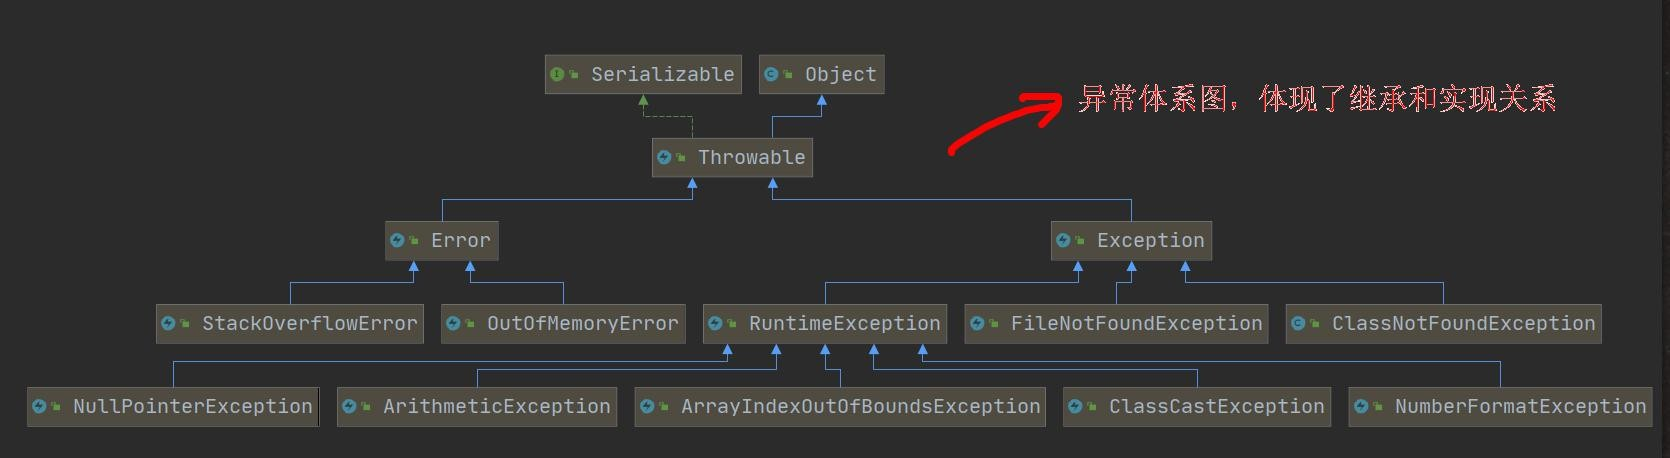 Serializable
Object
异常体系图，体现了继承和实现关系
Throwable
Error
Exception
StackOverflowError
OutOfMemoryError
RuntimeException
FileNotFoundException
ClassNotFoundException
NullPointerException
ArithmeticException
ArrayIndexOutOfBoundsException
ClassCastException
NumberFormatException